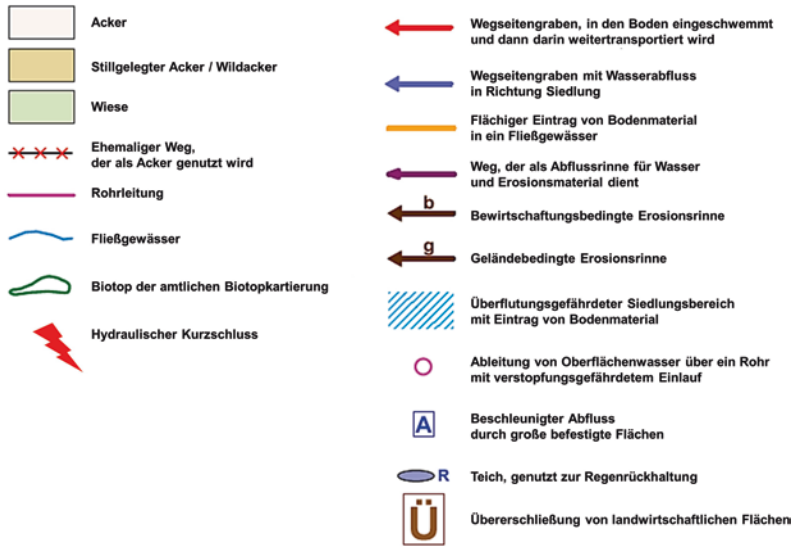 Acker
Stillgelegter Acker / Wildacker
Wiese
Ehemaliger Weg,
der als Acker genutzt wird
Rohrleitung
Fließgewässer
Biotop der amtlichen Biotopkartierung
Hydraulischer Kurzschluss
Wegseitengraben, in den Boden eingeschwemmt
und dann darin weitertransportiert wird
Wegseitengraben mit Wasserabfluss
in Richtung Siedlung
Flächiger Eintrag von Bodenmaterial
in ein Fließgewässer
Weg, der als Abflussrinne für Wasser
und Erosionsmaterial dient
b
Bewirtschaftungsbedingte Erosionsrinne
g
Geländebedingte Erosionsrinne
Überflutungsgefährdeter Siedlungsbereich
mit Eintrag von Bodenmaterial
Ableitung von Oberflächenwasser über ein Rohr
mit verstopfungsgefährdetem Einlauf
A
Beschleunigter Abfluss
durch große befestigte Flächen
R
Teich, genutzt zur Regenrückhaltung
Ü
Übererschließung von landwirtschaftlichen Flächen